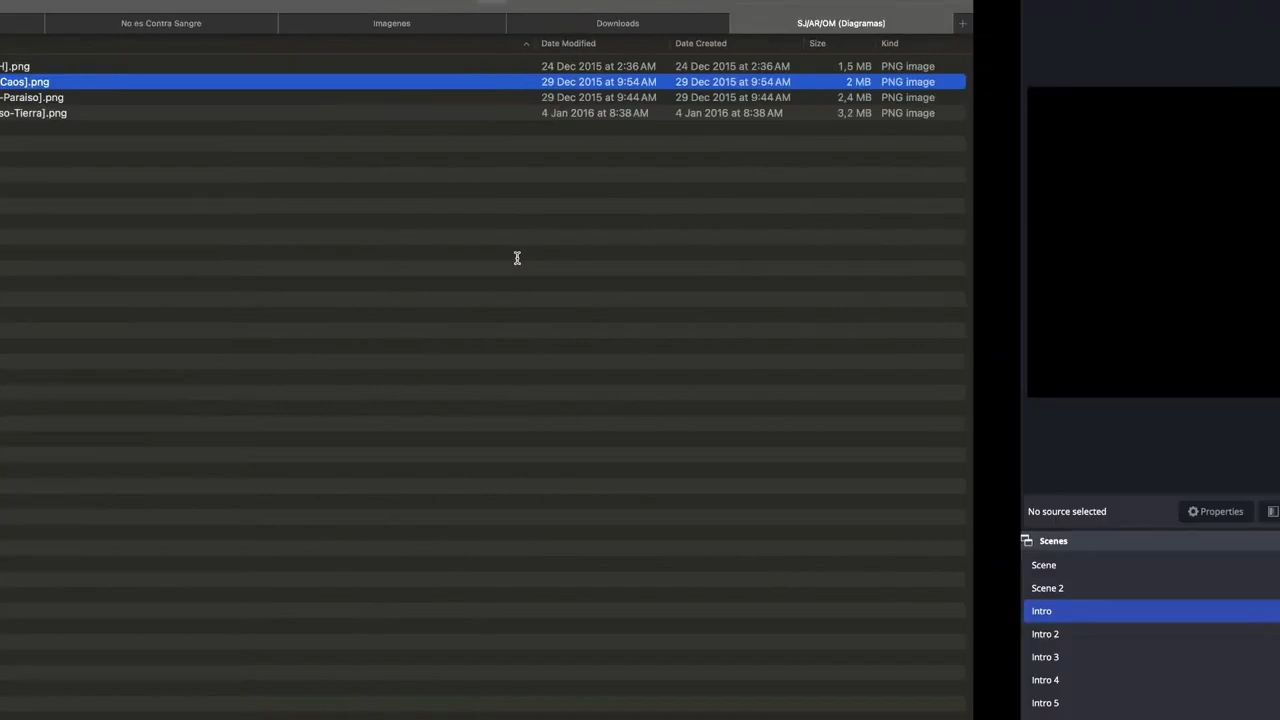 No es Contra Sangre Imagenes Downloads SJ/AR/OM (Diagramas) +
Date Modified Date Created Size Kind
H].png 24 Dec 2015 at 2:36 AM 24 Dec 2015 at 2:36 AM 1,5 MB PNG image
Caos].png 29 Dec 2015 at 9:54 AM 29 Dec 2015 at 9:54 AM 2 MB PNG image
-Paraiso].png 29 Dec 2015 at 9:44 AM 29 Dec 2015 at 9:44 AM 2,4 MB PNG image
so-Tierra].png 4 Jan 2016 at 8:38 AM 4 Jan 2016 at 8:38 AM 3,2 MB PNG image
No source selected Properties
Scenes
Scene
Scene 2
Intro
Intro 2
Intro 3
Intro 4
Intro 5